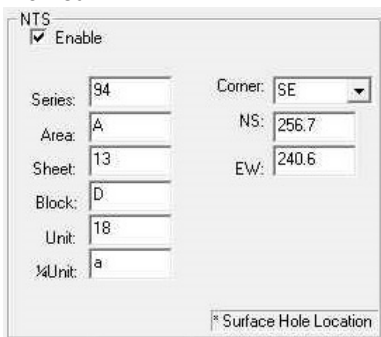 NTS
Enable
Series: 94
Corner: SE
Area: A
NS: 256.7
Sheet: 13
EW: 240.6
Block: D
Unit: 18
¼Unit: a
* Surface Hole Location